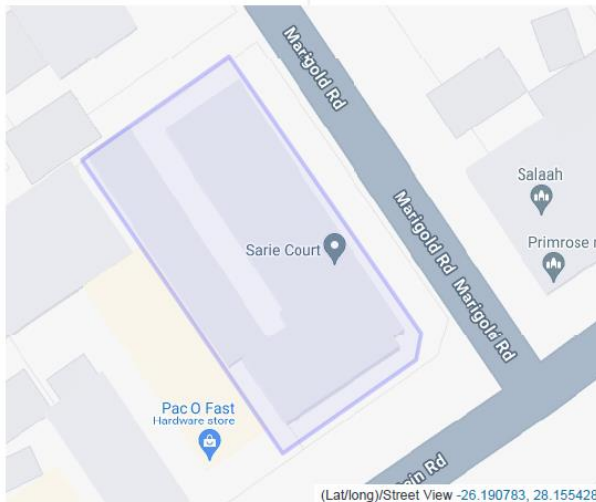 Marigold Rd
Salaah
Marigold Rd
Primrose
Sarie Court
Marigold Rd
Pac O Fast
Hardware store
Rd
(Lat/long)/Street View -26.190783, 28.155428